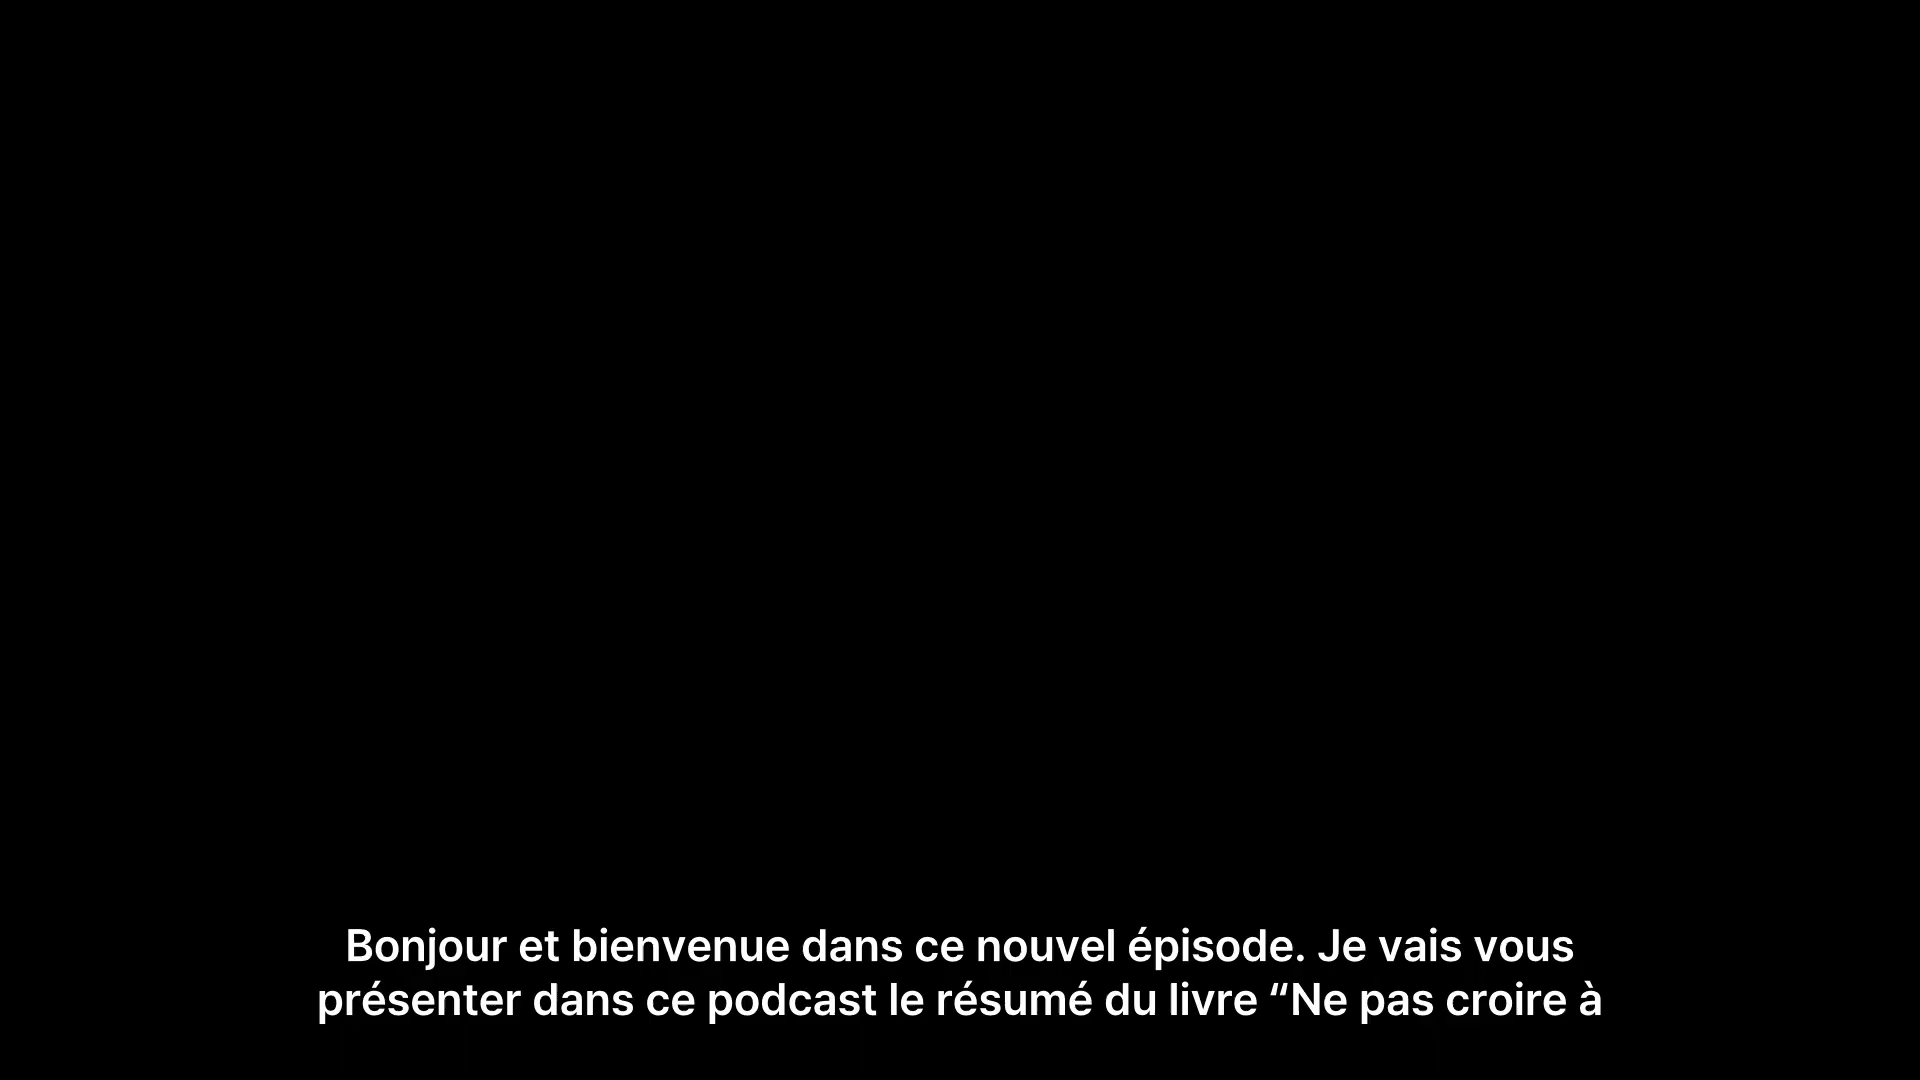 Bonjour et bienvenue dans ce nouvel épisode. Je vais vous
présenter dans ce podcast le résumé du livre “Ne pas croire à